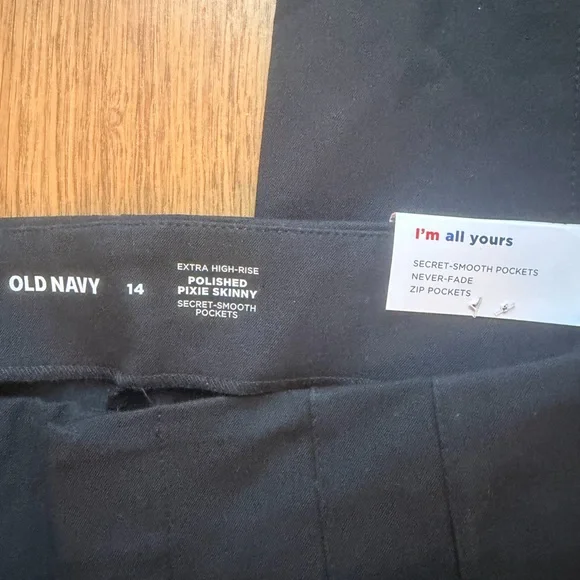 OLD NAVY
14
EXTRA HIGH-RISE
POLISHED
PIXIE SKINNY
SECRET-SMOOTH
POCKETS
I'm all yours
SECRET-SMOOTH POCKETS
NEVER-FADE
ZIP POCKETS